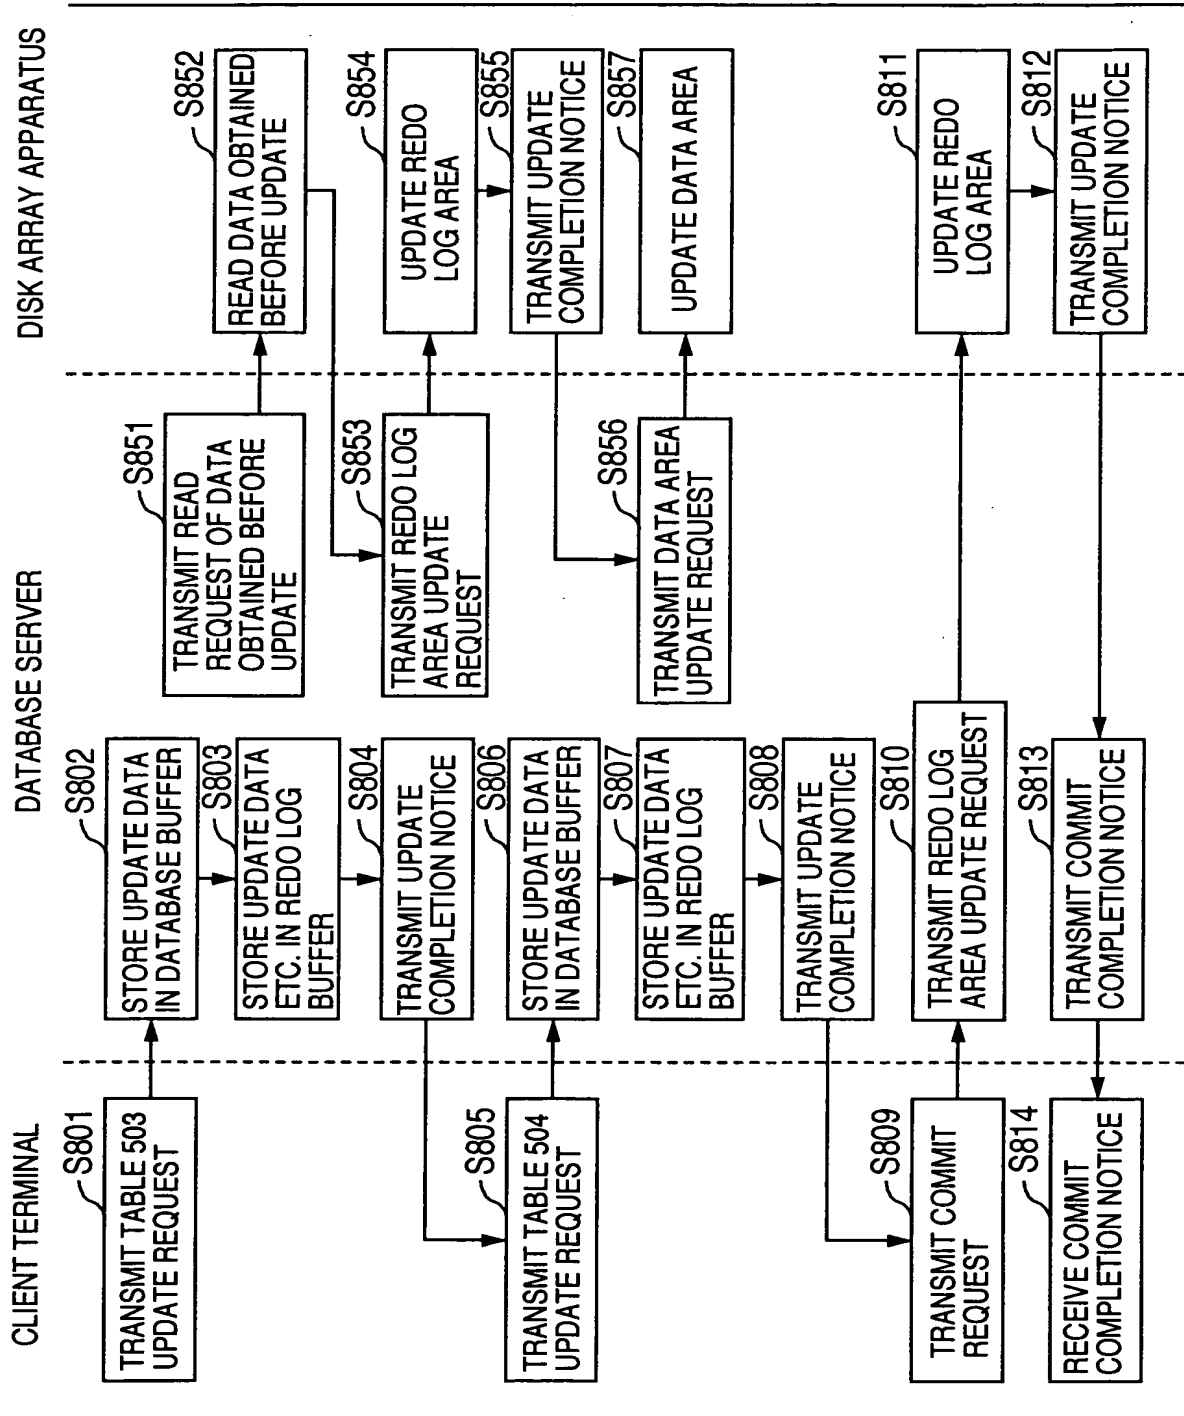 CLIENT TERMINAL
DATABASE SERVER
DISK ARRAY APPARATUS
S801
TRANSMIT TABLE 503
UPDATE REQUEST
S802
STORE UPDATE DATA
IN DATABASE BUFFER
S803
STORE UPDATE DATA
ETC. IN REDO LOG
BUFFER
S804
TRANSMIT UPDATE
COMPLETION NOTICE
S805
TRANSMIT TABLE 504
UPDATE REQUEST
S806
STORE UPDATE DATA
IN DATABASE BUFFER
S807
STORE UPDATE DATA
ETC. IN REDO LOG
BUFFER
S808
TRANSMIT UPDATE
COMPLETION NOTICE
S809
TRANSMIT COMMIT
REQUEST
S810
TRANSMIT REDO LOG
AREA UPDATE REQUEST
S811
UPDATE REDO
LOG AREA
S812
TRANSMIT UPDATE
COMPLETION NOTICE
S813
TRANSMIT COMMIT
COMPLETION NOTICE
S814
RECEIVE COMMIT
COMPLETION NOTICE
S851
TRANSMIT READ
REQUEST OF DATA
OBTAINED BEFORE
UPDATE
S852
READ DATA OBTAINED
BEFORE UPDATE
S853
TRANSMIT REDO LOG
AREA UPDATE
REQUEST
S854
UPDATE REDO
LOG AREA
S855
TRANSMIT UPDATE
COMPLETION NOTICE
S856
TRANSMIT DATA AREA
UPDATE REQUEST
S857
UPDATE DATA AREA